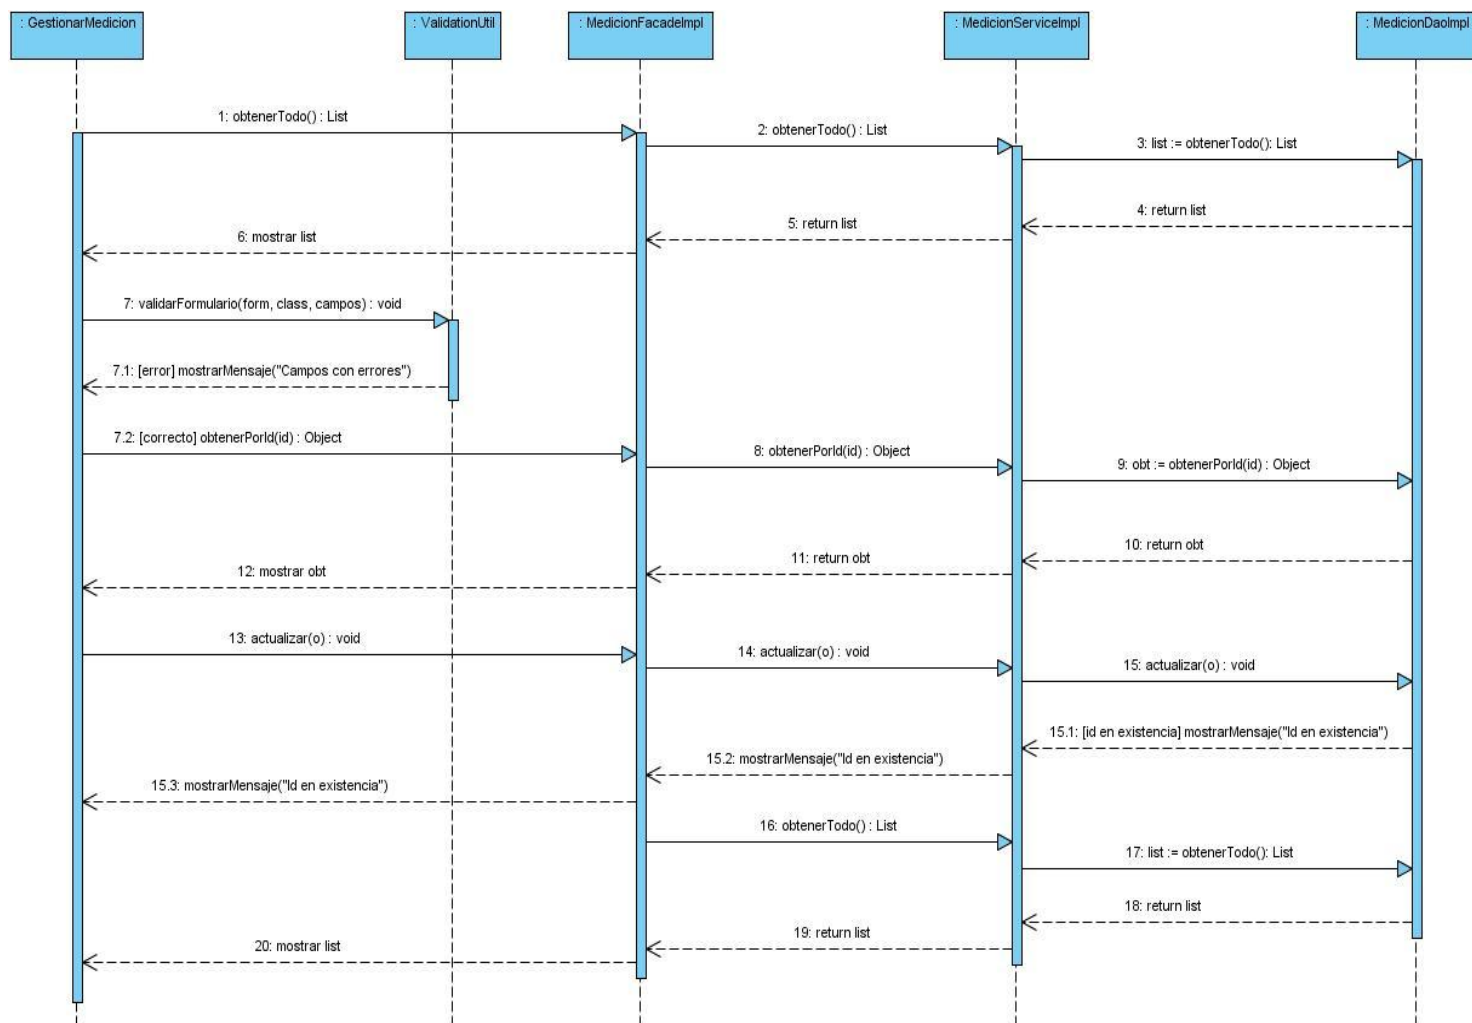 : GestionarMedicion
: ValidationUtil
: MedicionFacadeImpl
: MedicionServiceImpl
: MedicionDaoImpl
1: obtenerTodo() : List
2: obtenerTodo() : List
3: list := obtenerTodo(): List
4: return list
5: return list
6: mostrar list
7: validarFormulario(form, class, campos) : void
7.1: [error] mostrarMensaje("Campos con errores")
7.2: [correcto] obtenerPorId(id) : Object
8: obtenerPorId(id) : Object
9: obt := obtenerPorId(id) : Object
10: return obt
11: return obt
12: mostrar obt
13: actualizar(o) : void
14: actualizar(o) : void
15: actualizar(o) : void
15.1: [id en existencia] mostrarMensaje("Id en existencia")
15.2: mostrarMensaje("Id en existencia")
15.3: mostrarMensaje("Id en existencia")
16: obtenerTodo() : List
17: list := obtenerTodo(): List
18: return list
19: return list
20: mostrar list